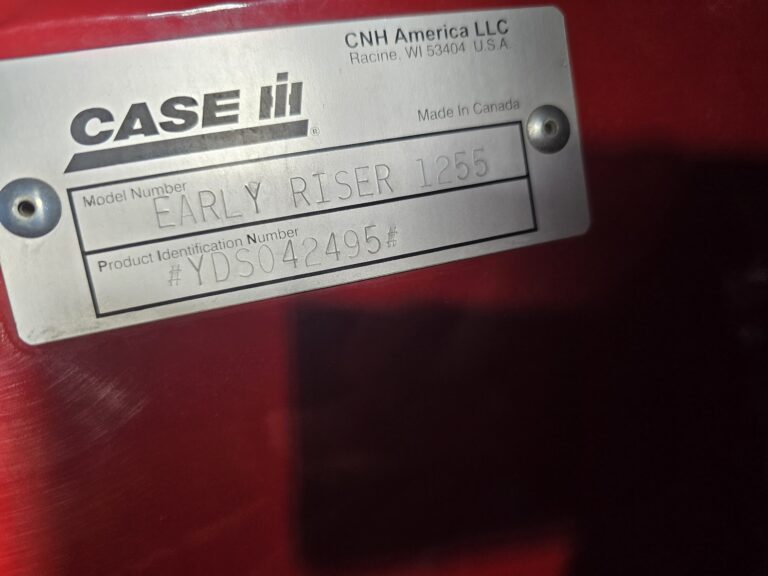 CNH America LLC
Racine, WI 53404 U.S.A
CASE IH
®
Made In Canada
Model Number
EARLY RISER 1255
Product Identification Number
#YDS042495#